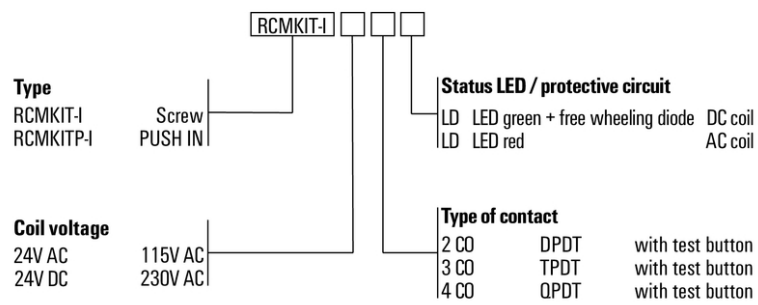 RCMKIT-I
Type
RCMKIT-I Screw
RCMKITP-I PUSH IN
Status LED / protective circuit
LD LED green + free wheeling diode DC coil
LD LED red AC coil
Coil voltage
24V AC 115V AC
24V DC 230V AC
Type of contact
2 CO DPDT with test button
3 CO TPDT with test button
4 CO QPDT with test button